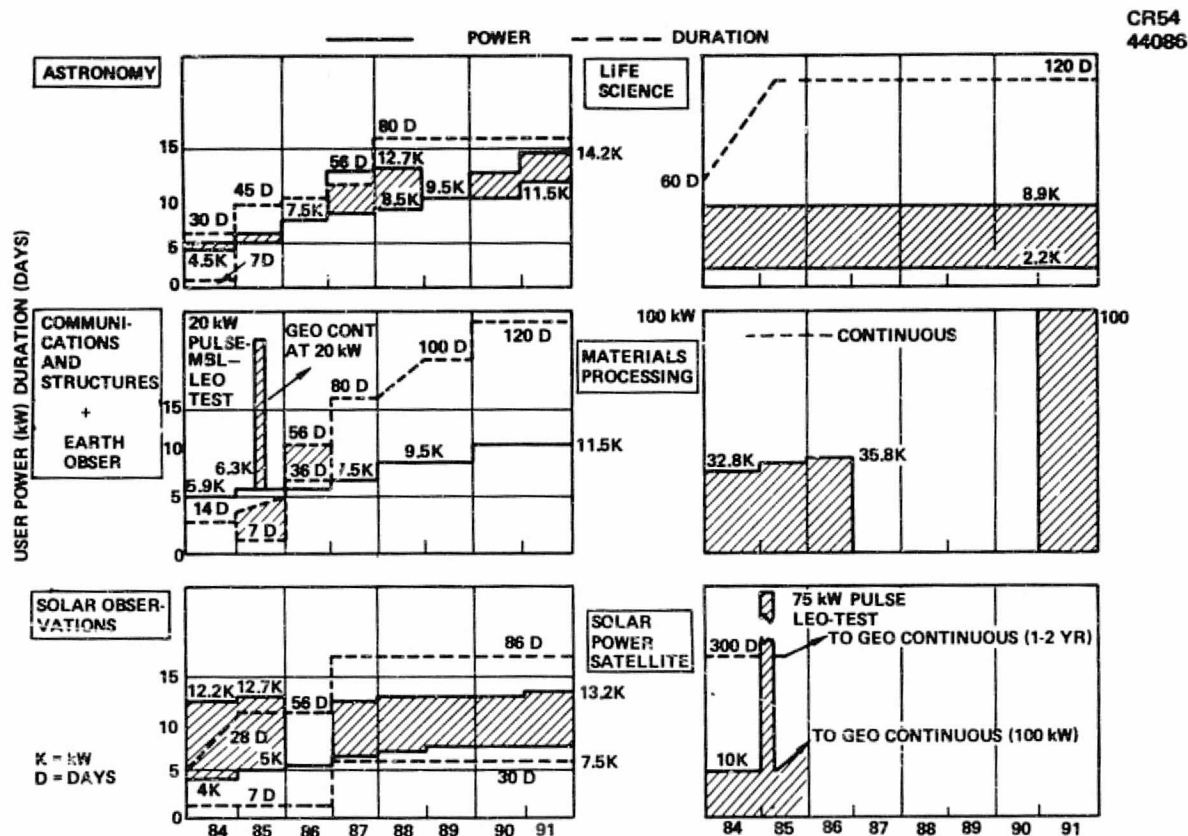 CR54
44086
POWER
DURATION
ASTRONOMY
15
10
5
0
30 D
45 D
4.5K
7D
7.5K
56 D
80 D
12.7K
8.5K
9.5K
11.5K
14.2K
LIFE
SCIENCE
60 D
120 D
8.9K
2.2K
USER POWER (kW) DURATION (DAYS)
COMMUNI-
CATIONS
AND
STRUCTURES
+
EARTH
OBSER
15
10
5
0
20 kW
PULSE-
MBL—
LEO
TEST
GEO CONT
AT 20 kW
5.9K
6.3K
14 D
7 D
56 D
36 D
80 D
7.5K
100 D
9.5K
120 D
11.5K
MATERIALS
PROCESSING
100 kW
CONTINUOUS
100
32.8K
35.8K
SOLAR OBSER-
VATIONS
K = kW
D = DAYS
15
10
5
0
12.2K
12.7K
28 D
56 D
5K
4K
7 D
86 D
30 D
13.2K
7.5K
84 85 86 87 88 89 90 91
SOLAR
POWER
SATELLITE
300 D
75 kW PULSE
LEO-TEST
TO GEO CONTINUOUS (1-2 YR)
10K
TO GEO CONTINUOUS (100 kW)
84 85 86 87 88 89 90 91